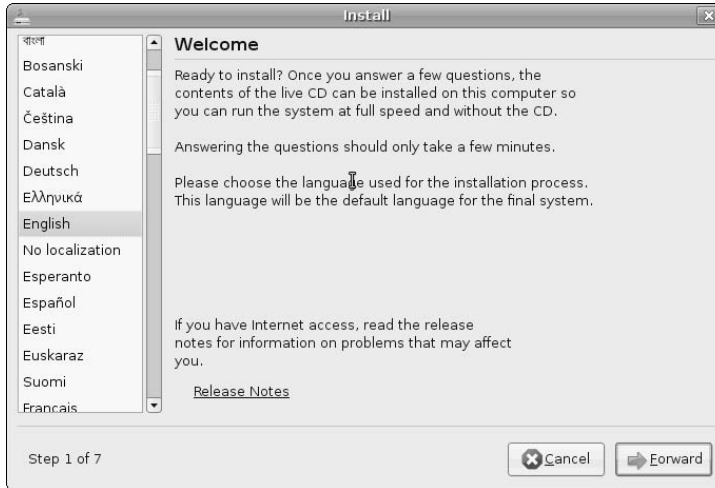 Install
বাংলা
Bosanski
Català
Čeština
Dansk
Deutsch
Ελληνικά
English
No localization
Esperanto
Español
Eesti
Euskaraz
Suomi
Français
Welcome
Ready to install? Once you answer a few questions, the
contents of the live CD can be installed on this computer so
you can run the system at full speed and without the CD.
Answering the questions should only take a few minutes.
Please choose the language used for the installation process.
This language will be the default language for the final system.
If you have Internet access, read the release
notes for information on problems that may affect
you.
Release Notes
Step 1 of 7
Cancel
Forward